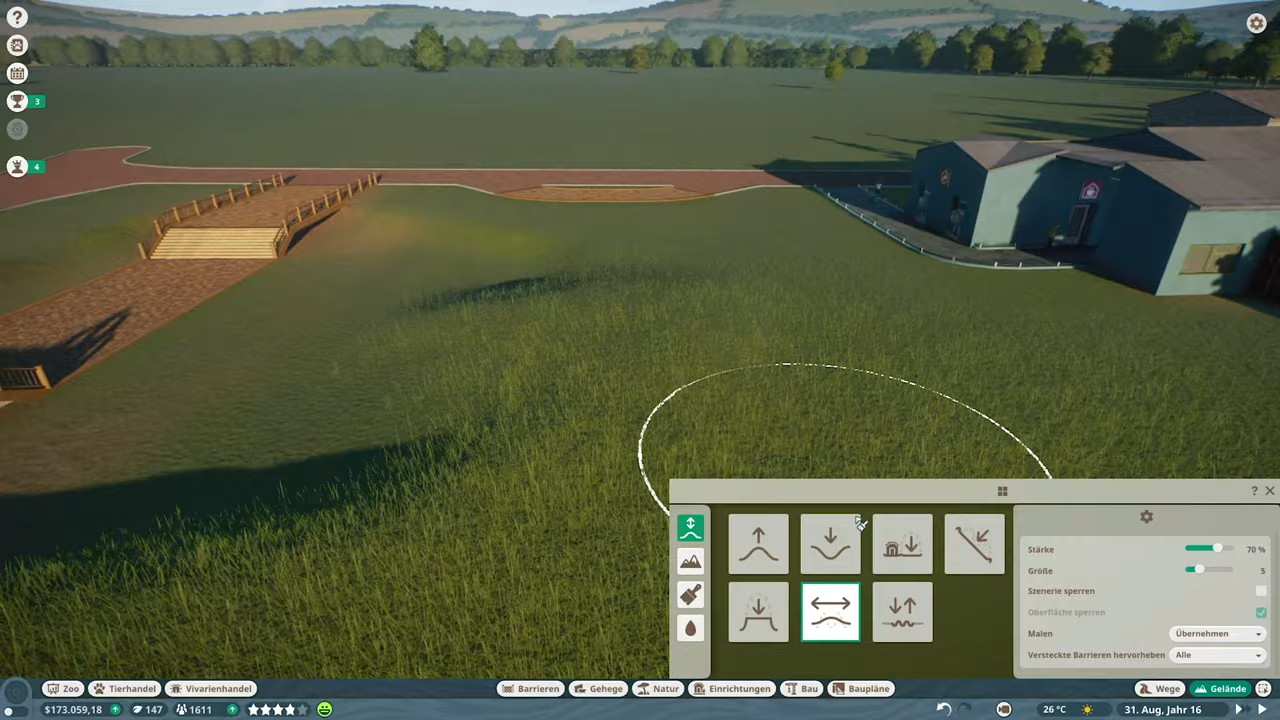 ?
3
4
? ✕
Stärke 70 %
Größe 5
Szenerie sperren
Oberfläche sperren
Malen Übernehmen
Versteckte Barrieren hervorheben Alle
Zoo Tierhandel Vivarienhandel Barrieren Gehege Natur Einrichtungen Bau Baupläne Wege Gelände
$173.059,18 147 1611 26 °C 31. Aug, Jahr 16